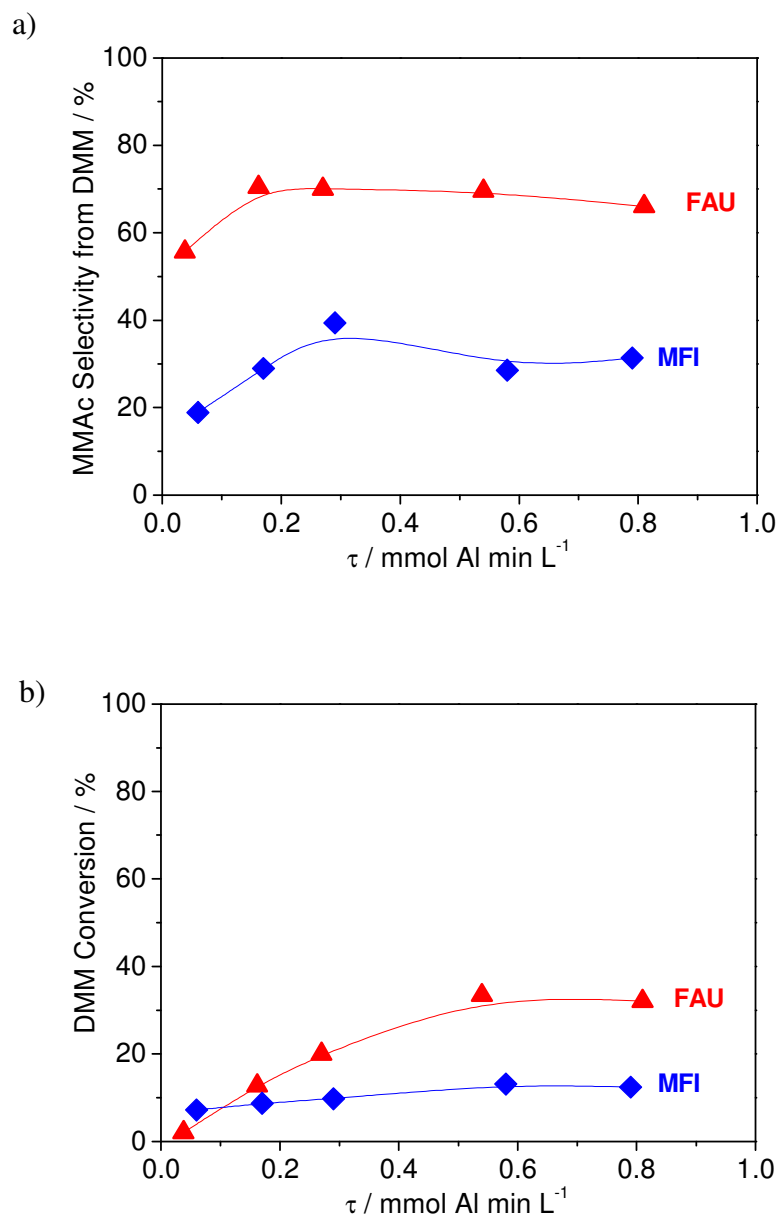 a)
100
80
60
40
20
0
MMAc Selectivity from DMM / %
FAU
MFI
0.0 0.2 0.4 0.6 0.8 1.0
τ / mmol Al min L⁻¹
b)
100
80
60
40
20
0
DMM Conversion / %
FAU
MFI
0.0 0.2 0.4 0.6 0.8 1.0
τ / mmol Al min L⁻¹